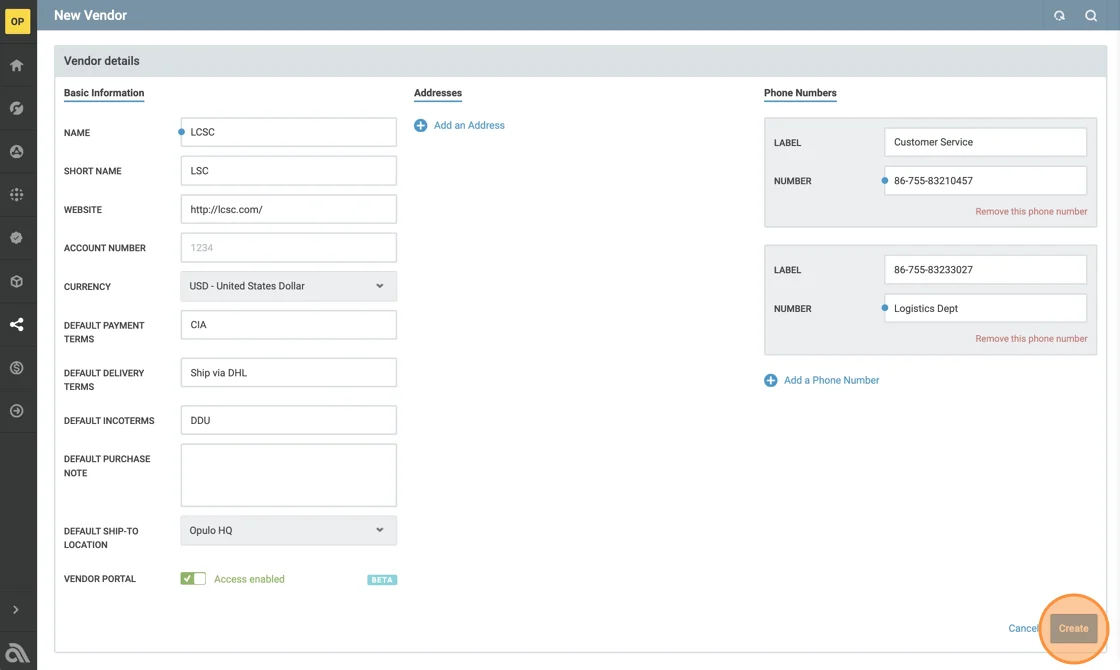 OP
New Vendor
Vendor details
Basic Information
NAME
LCSC
SHORT NAME
LSC
WEBSITE
http://lcsc.com/
ACCOUNT NUMBER
1234
CURRENCY
USD - United States Dollar
DEFAULT PAYMENT
TERMS
CIA
DEFAULT DELIVERY
TERMS
Ship via DHL
DEFAULT INCOTERMS
DDU
DEFAULT PURCHASE
NOTE
DEFAULT SHIP-TO
LOCATION
Opulo HQ
VENDOR PORTAL
Access enabled
BETA
Addresses
Add an Address
Phone Numbers
LABEL
Customer Service
NUMBER
86-755-83210457
Remove this phone number
LABEL
86-755-83233027
NUMBER
Logistics Dept
Remove this phone number
Add a Phone Number
Cancel
Create